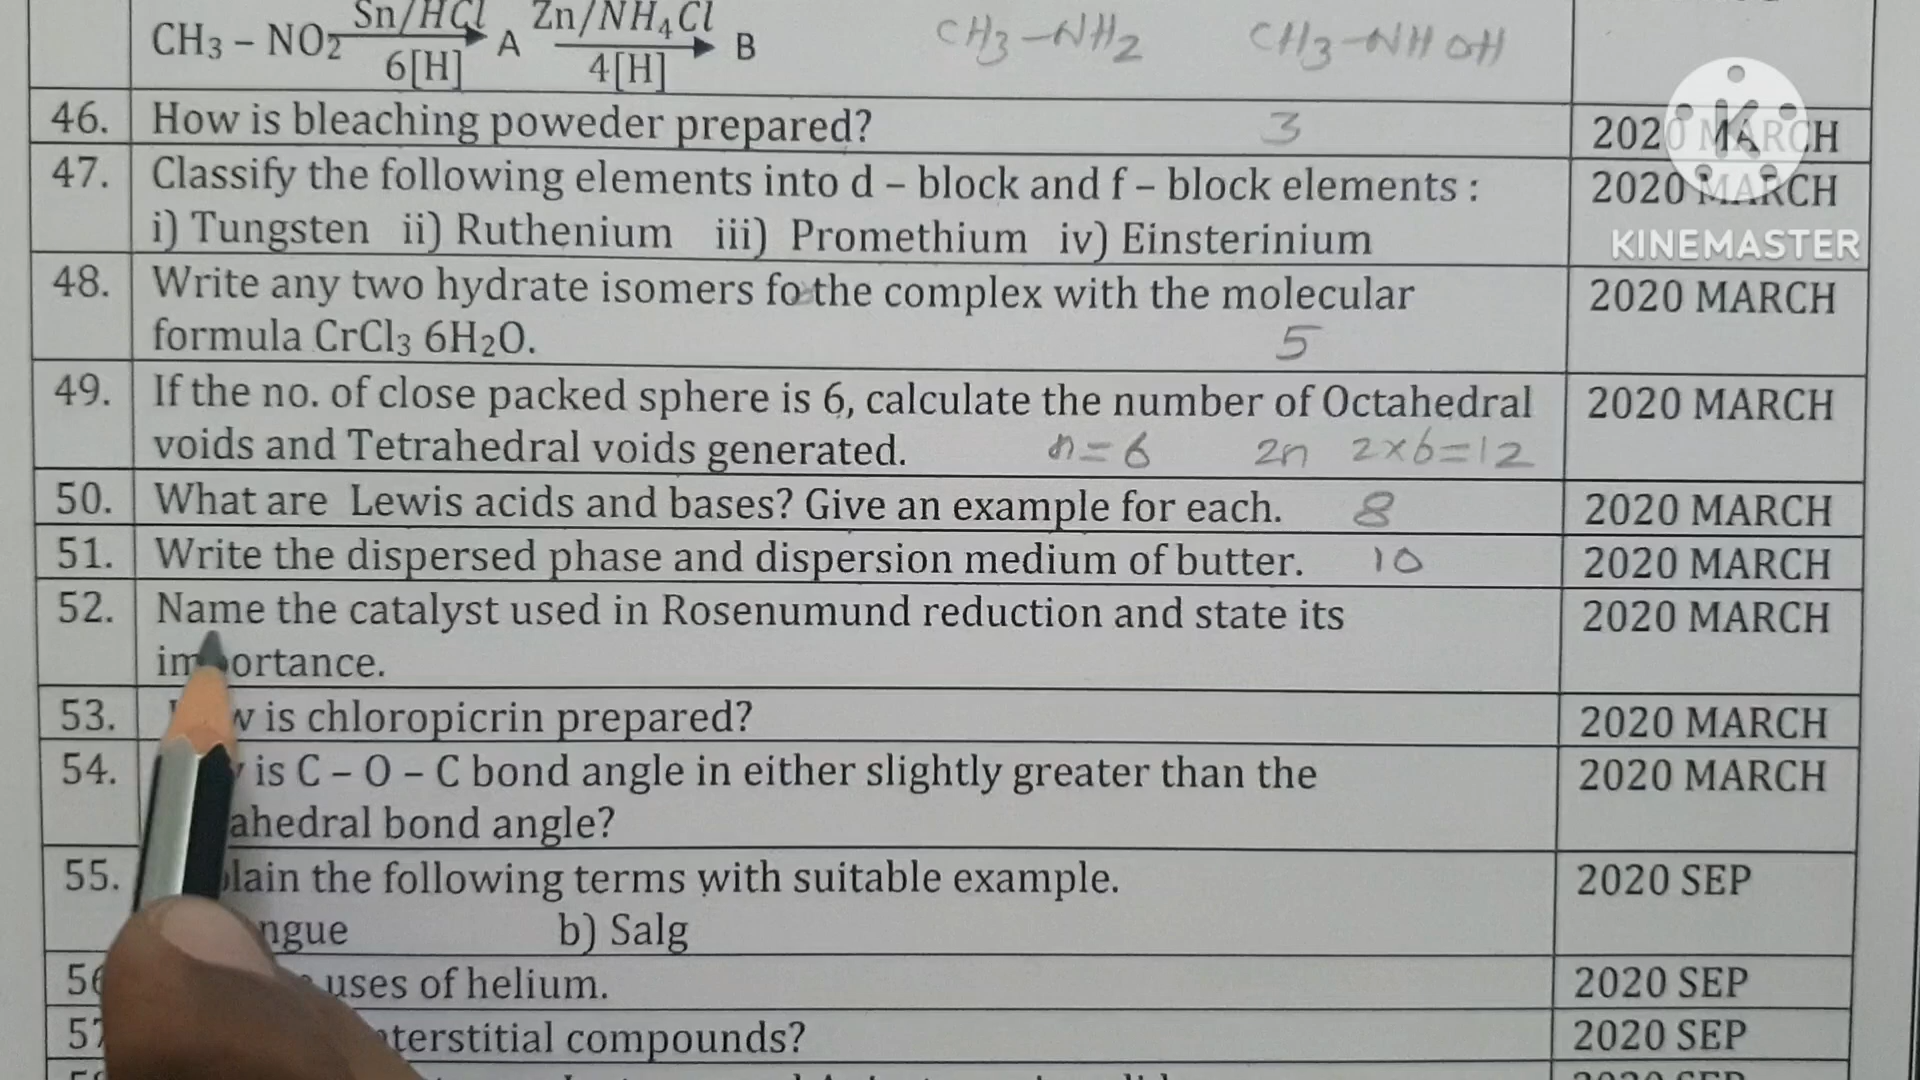 Sn/HCl Zn/NH4Cl
CH3 – NO2 A B CH3-NH2 CH3-NHOH
6[H] 4[H]
46. How is bleaching poweder prepared? 3 2020 MARCH
47. Classify the following elements into d – block and f – block elements : 2020 MARCH
i) Tungsten ii) Ruthenium iii) Promethium iv) Einsterinium
KINEMASTER
48. Write any two hydrate isomers fo the complex with the molecular 2020 MARCH
formula CrCl3 6H2O. 5
49. If the no. of close packed sphere is 6, calculate the number of Octahedral 2020 MARCH
voids and Tetrahedral voids generated. n=6 2n 2×6=12
50. What are Lewis acids and bases? Give an example for each. 8 2020 MARCH
51. Write the dispersed phase and dispersion medium of butter. 10 2020 MARCH
52. Name the catalyst used in Rosenumund reduction and state its 2020 MARCH
importance.
53. is chloropicrin prepared? 2020 MARCH
54. is C – O – C bond angle in either slightly greater than the 2020 MARCH
ahedral bond angle?
55. lain the following terms with suitable example. 2020 SEP
ngue b) Salg
uses of helium. 2020 SEP
terstitial compounds? 2020 SEP